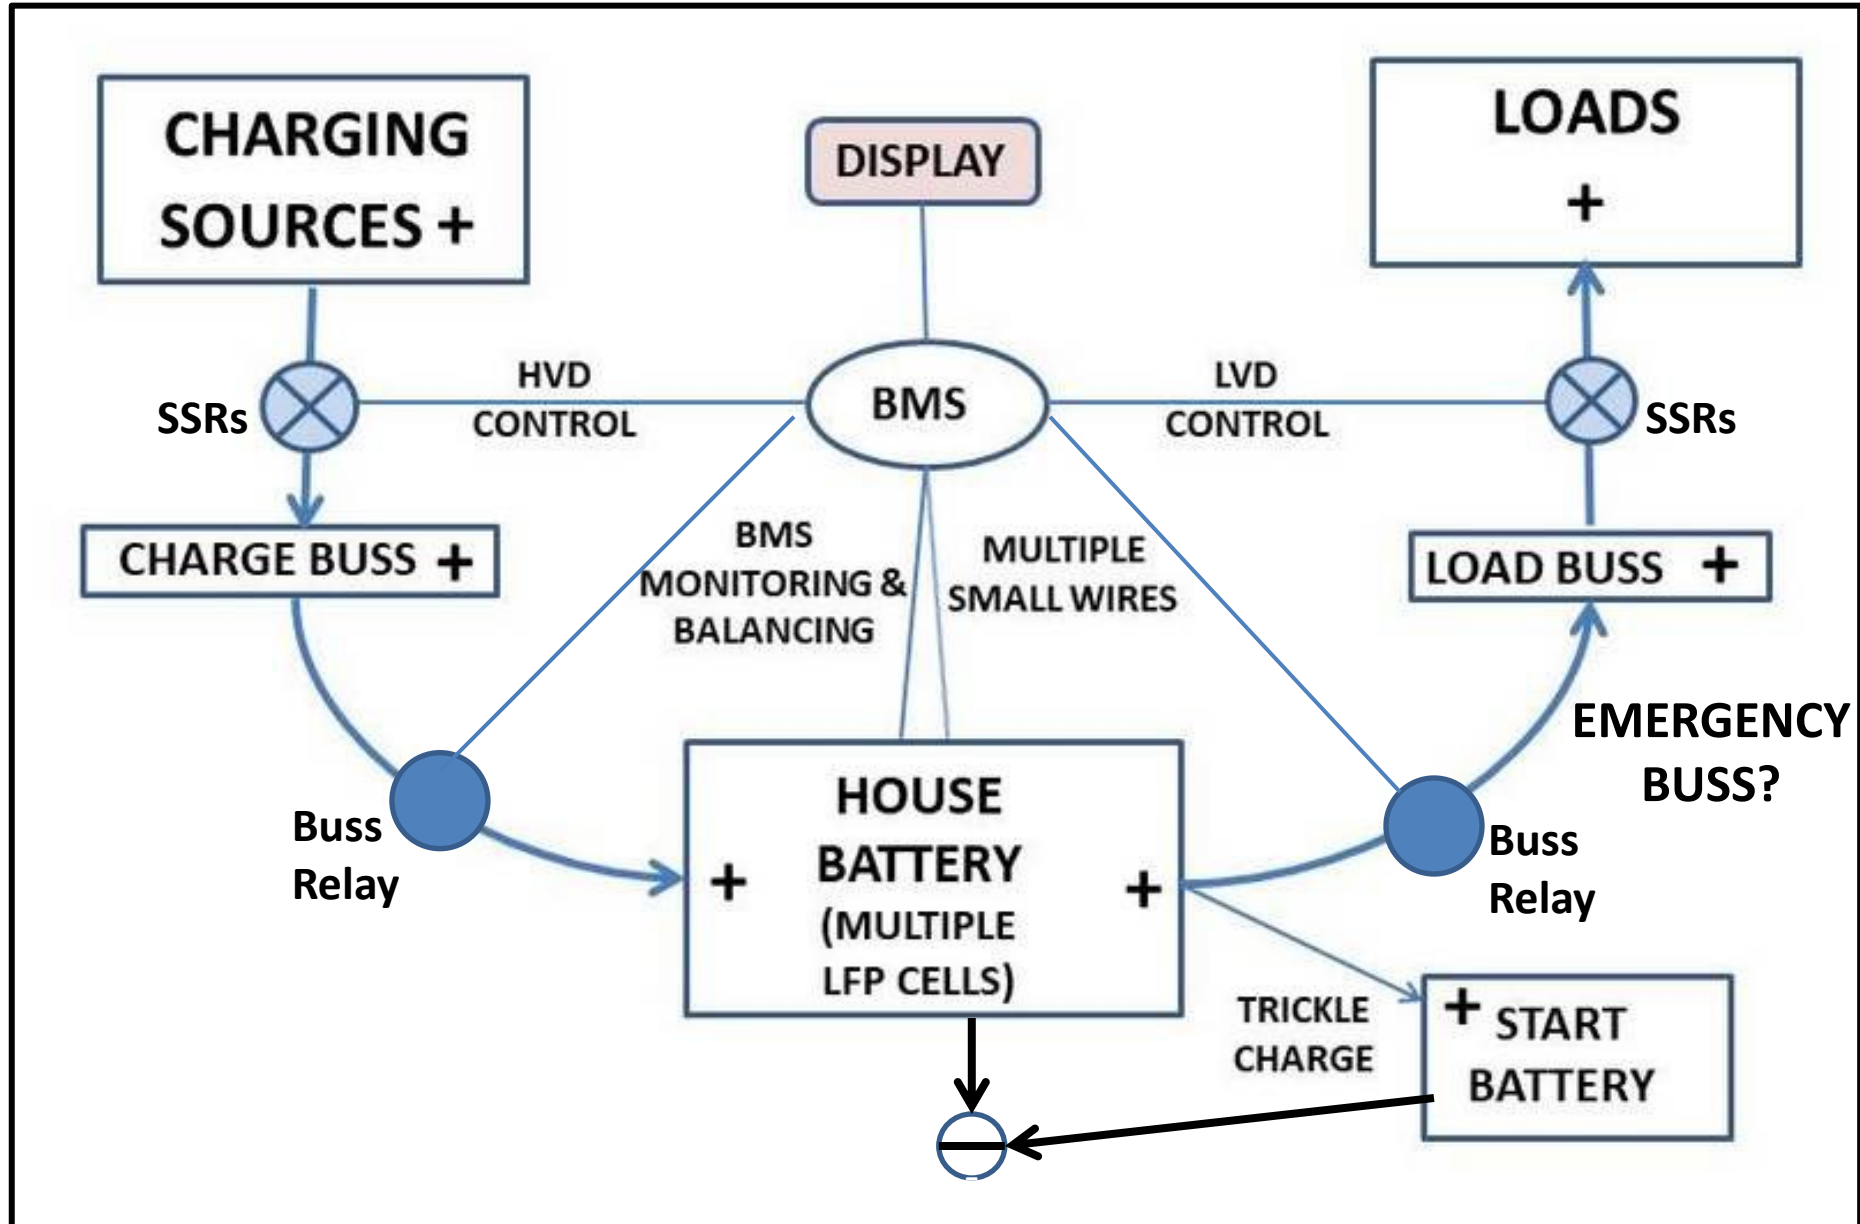 CHARGING
SOURCES +
DISPLAY
LOADS
+
SSRs
HVD
CONTROL
BMS
LVD
CONTROL
SSRs
CHARGE BUSS +
BMS
MONITORING &
BALANCING
MULTIPLE
SMALL WIRES
LOAD BUSS +
EMERGENCY
BUSS?
Buss
Relay
HOUSE
BATTERY
+ +
(MULTIPLE
LFP CELLS)
Buss
Relay
TRICKLE
CHARGE
+ START
BATTERY